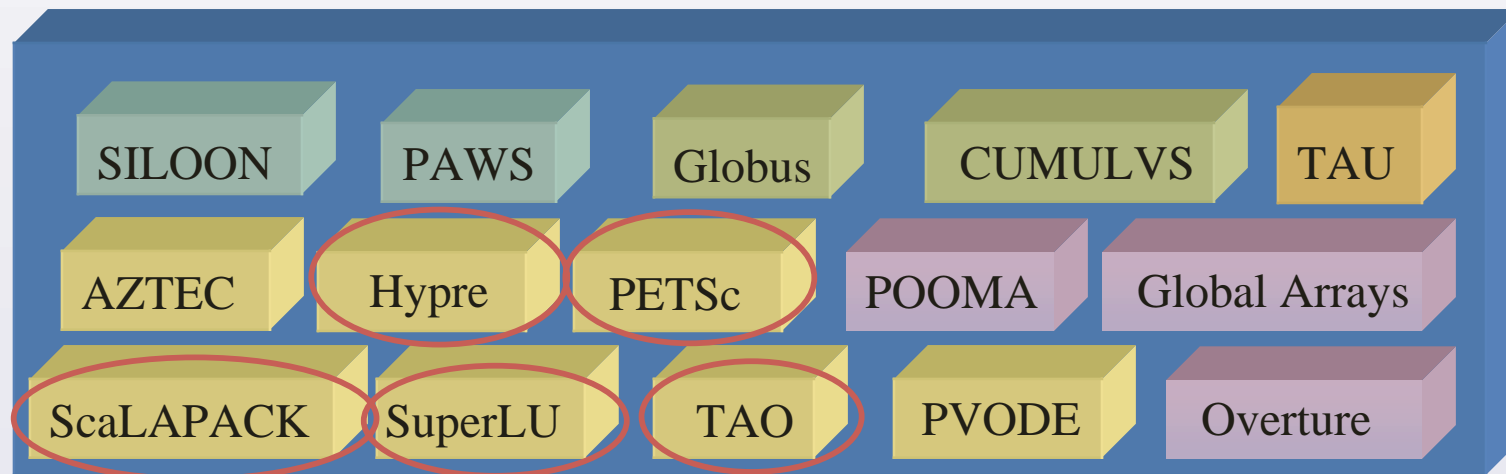 SILOON PAWS Globus CUMULVS TAU
AZTEC Hypre PETSc POOMA Global Arrays
ScaLAPACK SuperLU TAO PVODE Overture